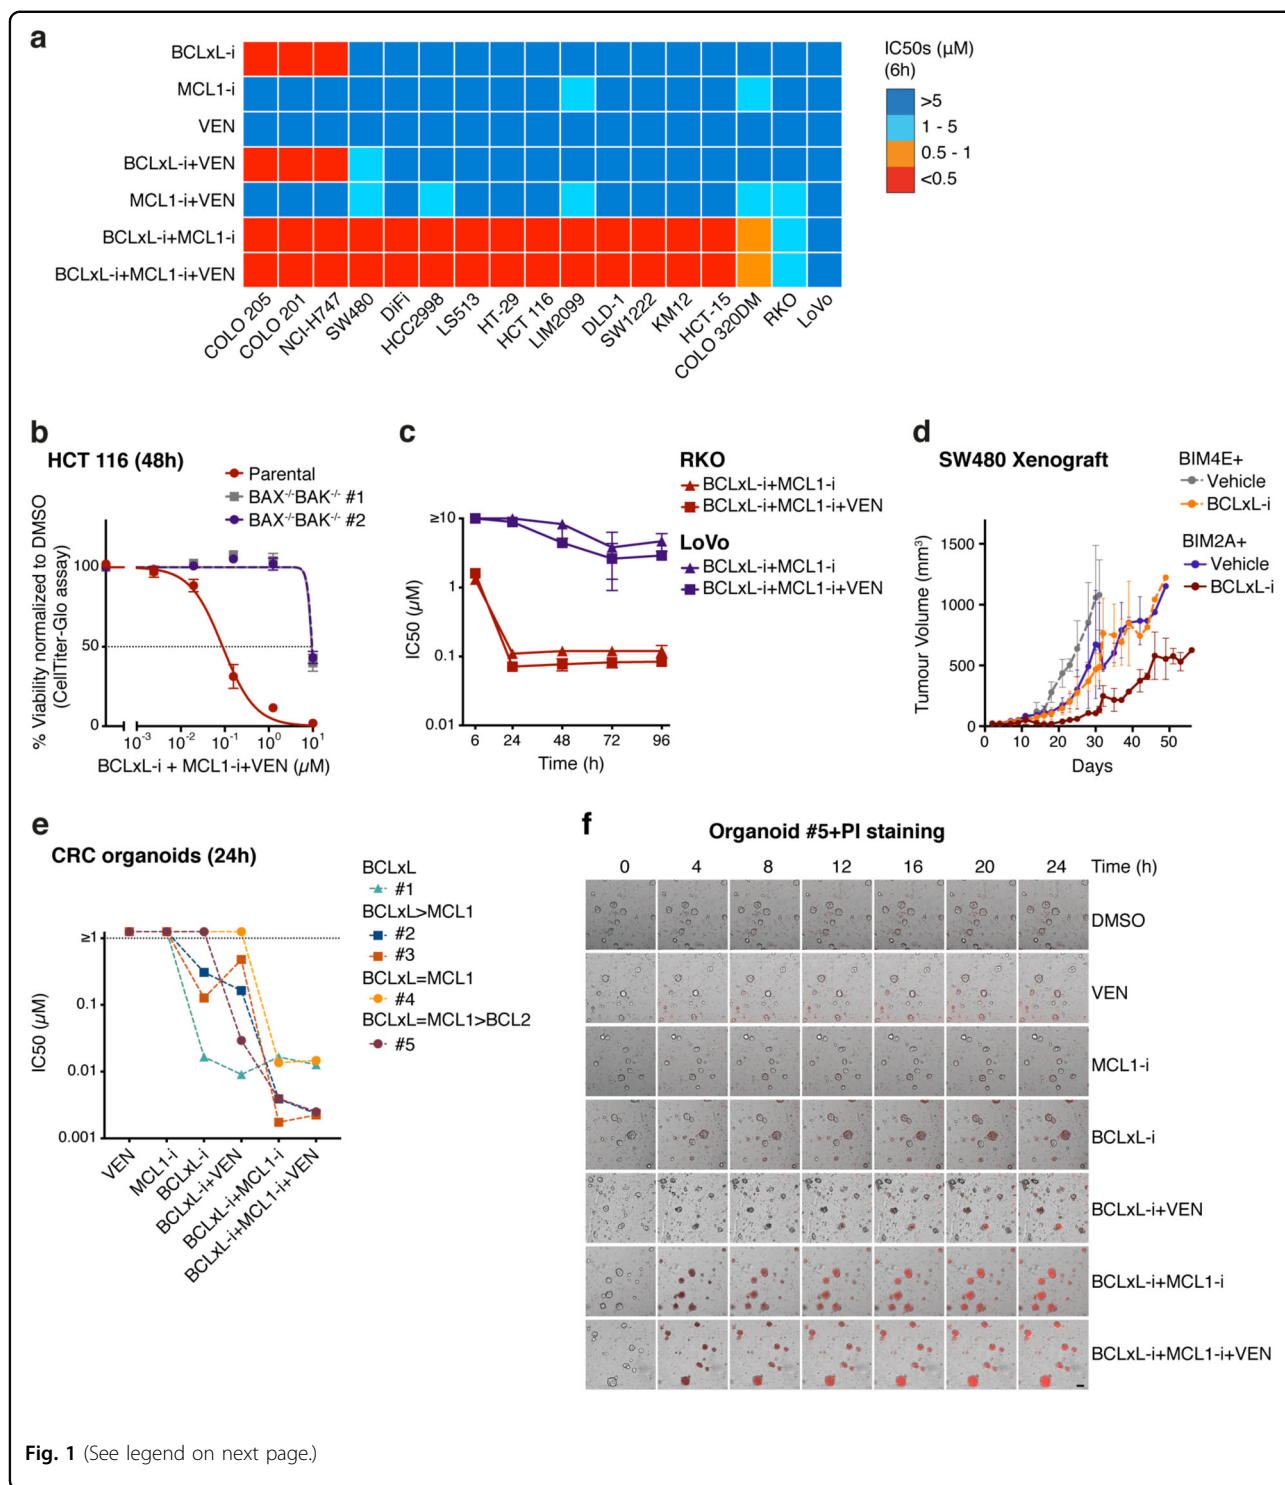 a
BCLxL-i
MCL1-i
VEN
BCLxL-i+VEN
MCL1-i+VEN
BCLxL-i+MCL1-i
BCLxL-i+MCL1-i+VEN
COLO 205
COLO 201
NCI-H747
SW480
DiFi
HCC2998
LS513
HT-29
HCT 116
LIM2099
DLD-1
SW1222
KM12
HCT-15
COLO 320DM
RKO
LoVo
IC50s (µM)
(6h)
>5
1 - 5
0.5 - 1
<0.5
b
HCT 116 (48h)
Parental
BAX⁻/⁻BAK⁻/⁻ #1
BAX⁻/⁻BAK⁻/⁻ #2
% Viability normalized to DMSO
(CellTiter-Glo assay)
100
50
0
10⁻³ 10⁻² 10⁻¹ 10⁰ 10¹
BCLxL-i + MCL1-i+VEN (µM)
c
RKO
BCLxL-i+MCL1-i
BCLxL-i+MCL1-i+VEN
LoVo
BCLxL-i+MCL1-i
BCLxL-i+MCL1-i+VEN
IC50 (µM)
≥10
1
0.1
0.01
6 24 48 72 96
Time (h)
d
SW480 Xenograft
BIM4E+
Vehicle
BCLxL-i
BIM2A+
Vehicle
BCLxL-i
Tumour Volume (mm³)
1500
1000
500
0
0 10 20 30 40 50
Days
e
CRC organoids (24h)
BCLxL
#1
BCLxL>MCL1
#2
#3
BCLxL=MCL1
#4
BCLxL=MCL1>BCL2
#5
IC50 (µM)
≥1
0.1
0.01
0.001
VEN
MCL1-i
BCLxL-i
BCLxL-i+VEN
BCLxL-i+MCL1-i
BCLxL-i+MCL1-i+VEN
f
Organoid #5+PI staining
0 4 8 12 16 20 24 Time (h)
DMSO
VEN
MCL1-i
BCLxL-i
BCLxL-i+VEN
BCLxL-i+MCL1-i
BCLxL-i+MCL1-i+VEN
Fig. 1 (See legend on next page.)